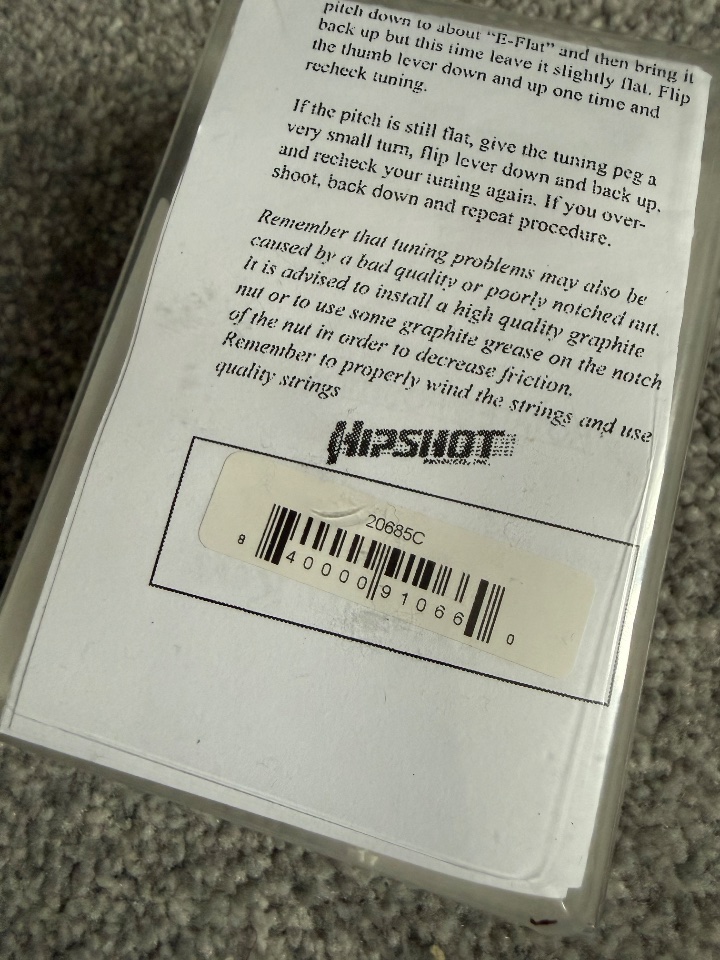 pitch down to about “E-Flat” and then bring it
back up but this time leave it slightly flat. Flip
the thumb lever down and up one time and
recheck tuning.
If the pitch is still flat, give the tuning peg a
very small turn, flip lever down and back up,
and recheck your tuning again. If you over-
shoot, back down and repeat procedure.
Remember that tuning problems may also be
caused by a bad quality or poorly notched nut.
It is advised to install a high quality graphite
nut or to use some graphite grease on the notch
of the nut in order to decrease friction.
Remember to properly wind the strings and use
quality strings
HIPSHOT
PRODUCTS, INC.
20685C
8 40000 91066 0